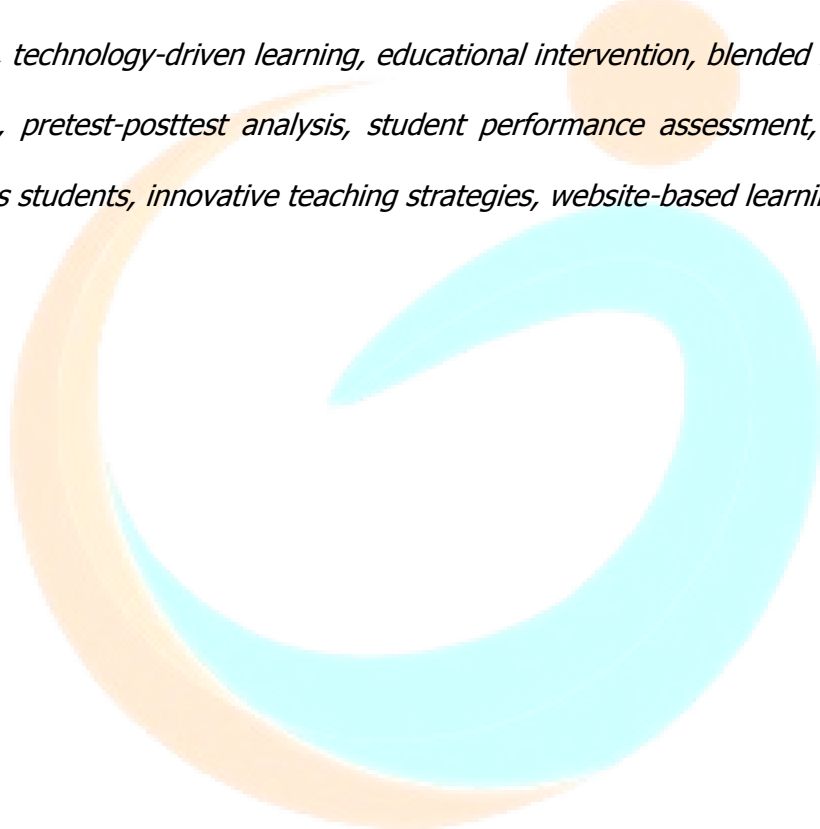 technology-driven learning, educational intervention, blended
, pretest-posttest analysis, student performance assessment,
s students, innovative teaching strategies, website-based